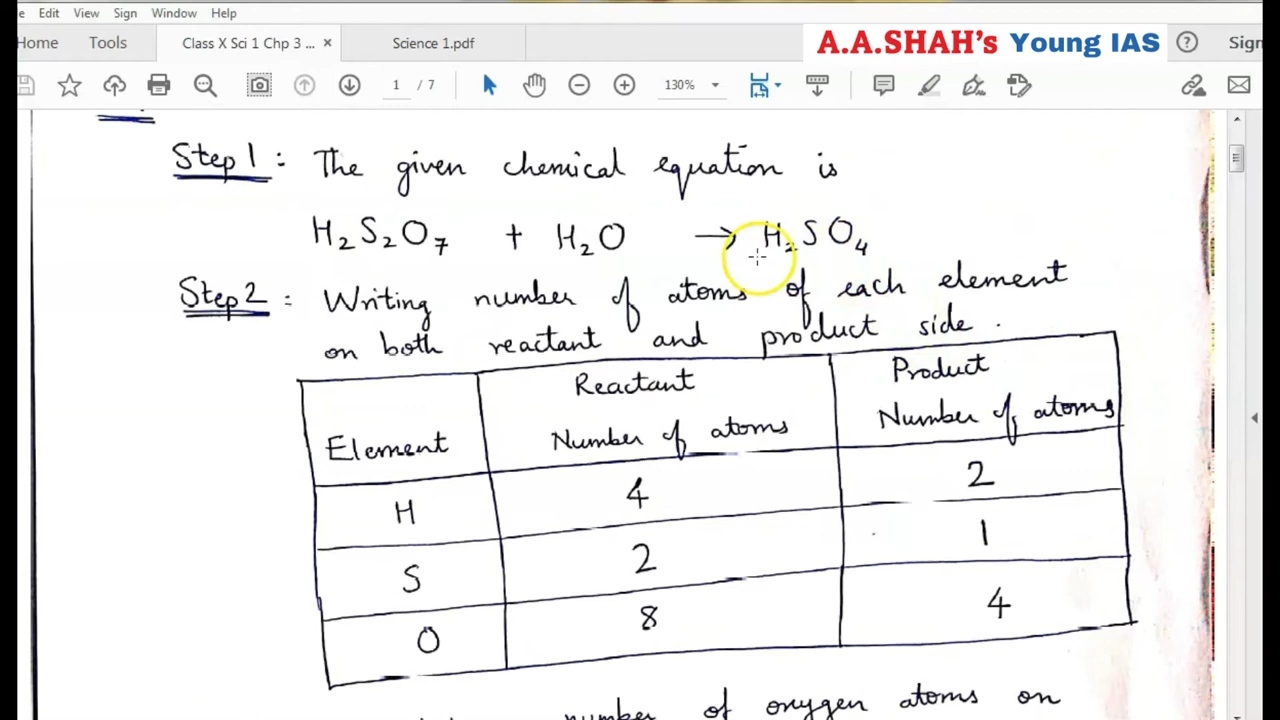 Edit View Sign Window Help
Home Tools Class X Sci 1 Chp 3 ... × Science 1.pdf
A.A.SHAH's Young IAS
Sign
1 / 7 130%
Step 1 : The given chemical equation is
H₂S₂O₇ + H₂O → H₂SO₄
Step 2 : Writing number of atoms of each element
on both reactant and product side.
Element Reactant Number of atoms Product Number of atoms
H 4 2
S 2 1
O 8 4
number of oxygen atoms on